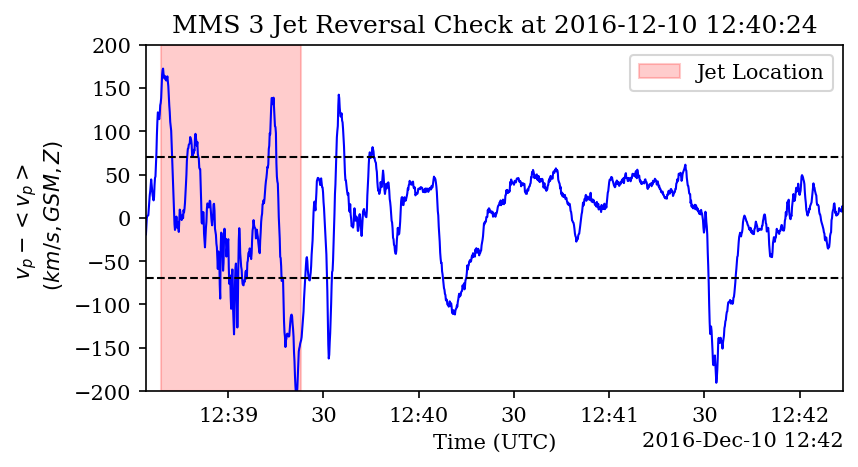 MMS 3 Jet Reversal Check at 2016-12-10 12:40:24
200
150
100
50
0
−50
−100
−150
−200
v_p − < v_p >
(km/s, GSM, Z)
Jet Location
12:39
30
12:40
30
12:41
30
12:42
Time (UTC)
2016-Dec-10 12:42